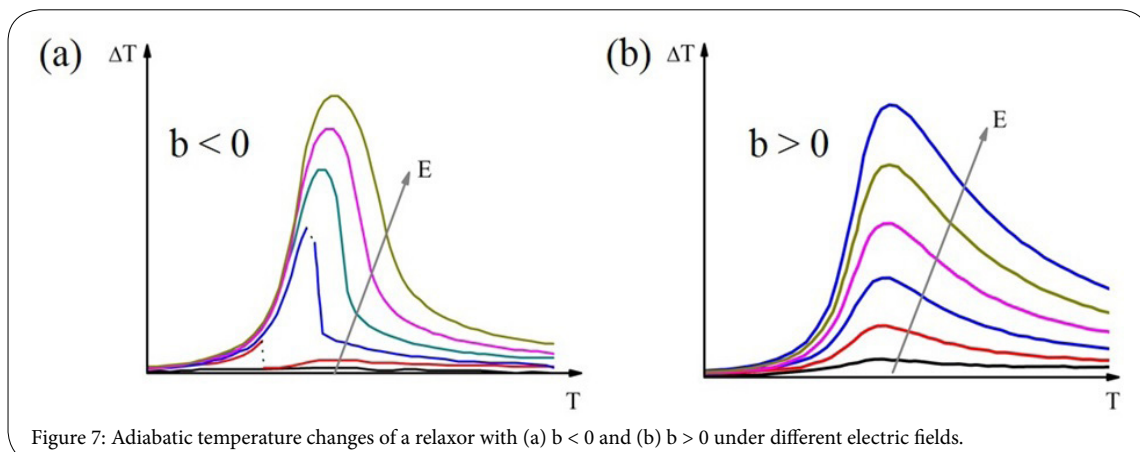 (a)
ΔT
b < 0
E
T
(b)
ΔT
b > 0
E
T
Figure 7: Adiabatic temperature changes of a relaxor with (a) b < 0 and (b) b > 0 under different electric fields.